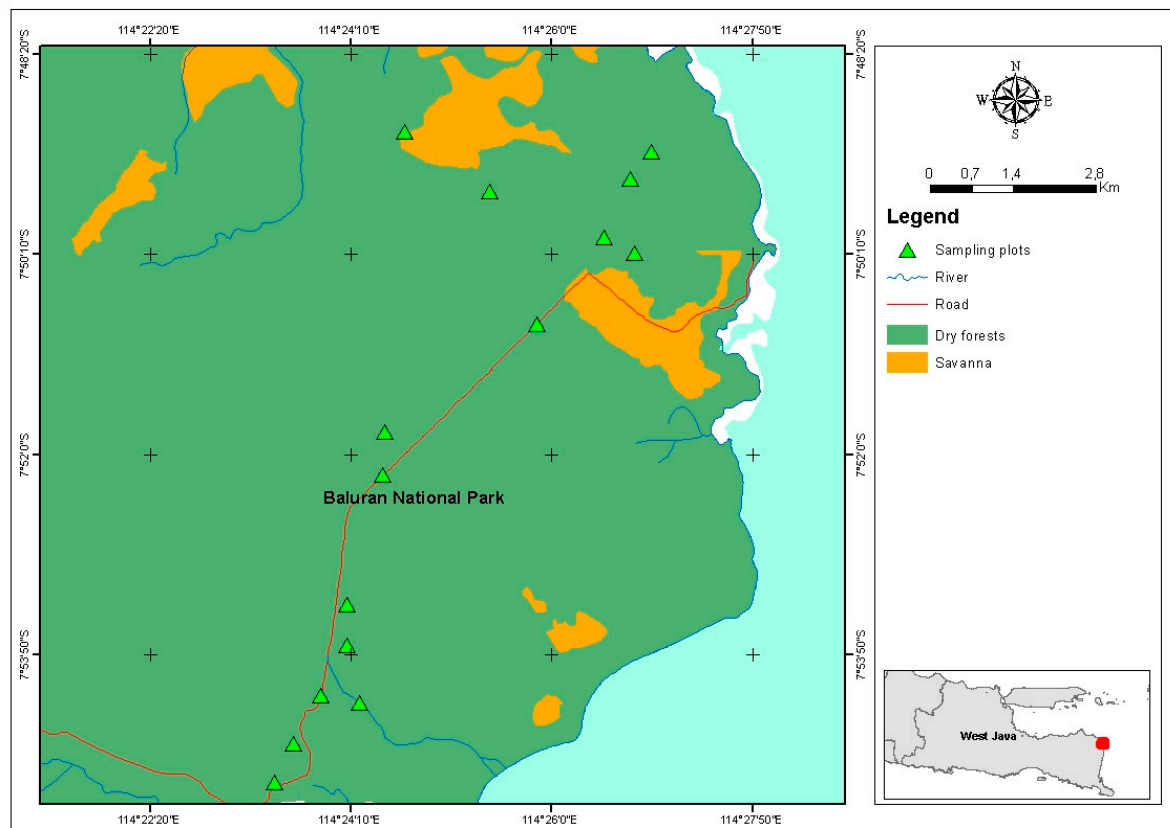 114°22'20"E 114°24'10"E 114°26'0"E 114°27'50"E
7°48'20"S 7°48'20"S
7°50'10"S 7°50'10"S
7°52'0"S 7°52'0"S
7°53'50"S 7°53'50"S
Baluran National Park
114°22'20"E 114°24'10"E 114°26'0"E 114°27'50"E
N
W E
S
0 0,7 1,4 2,8
Km
Legend
Sampling plots
River
Road
Dry forests
Savanna
West Java